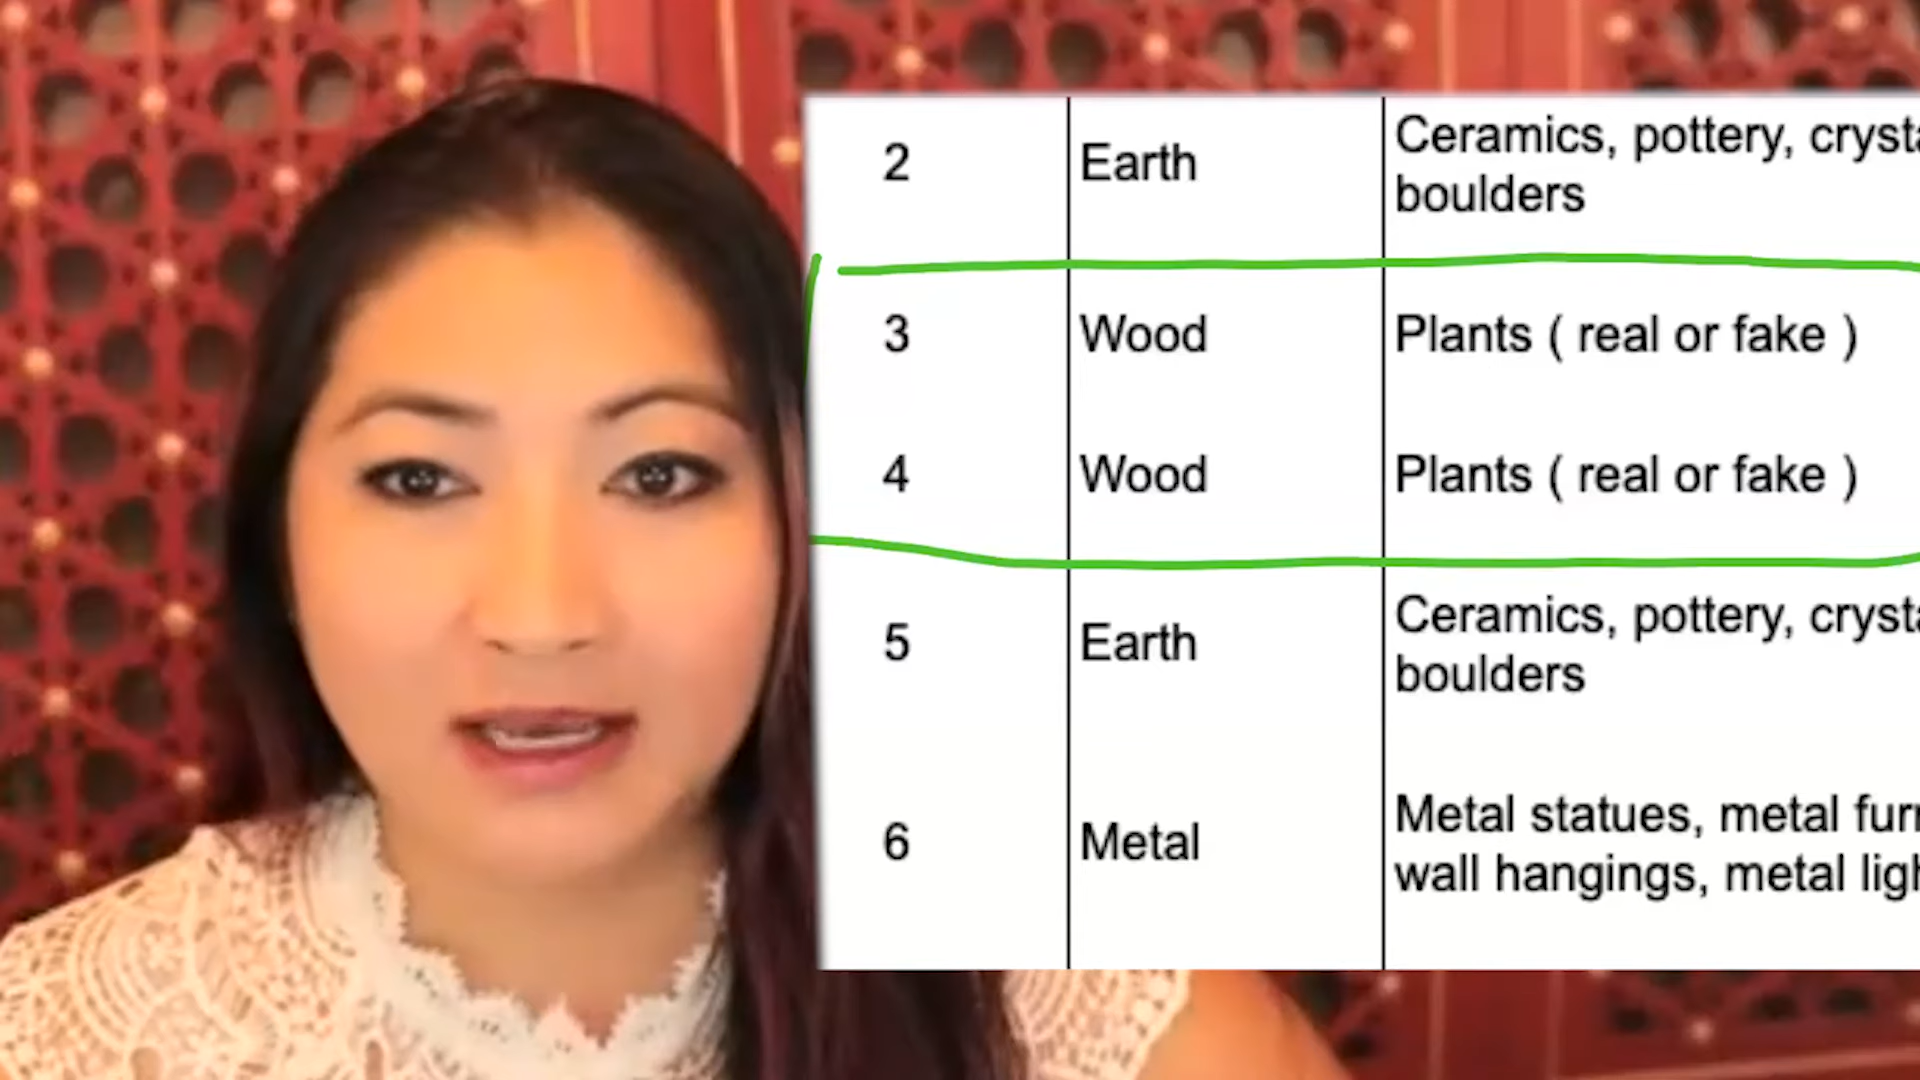 2 Earth Ceramics, pottery,
boulders
3 Wood Plants ( real or fake )
4 Wood Plants ( real or fake )
5 Earth Ceramics, pottery,
boulders
6 Metal Metal statues, metal
wall hangings, metal